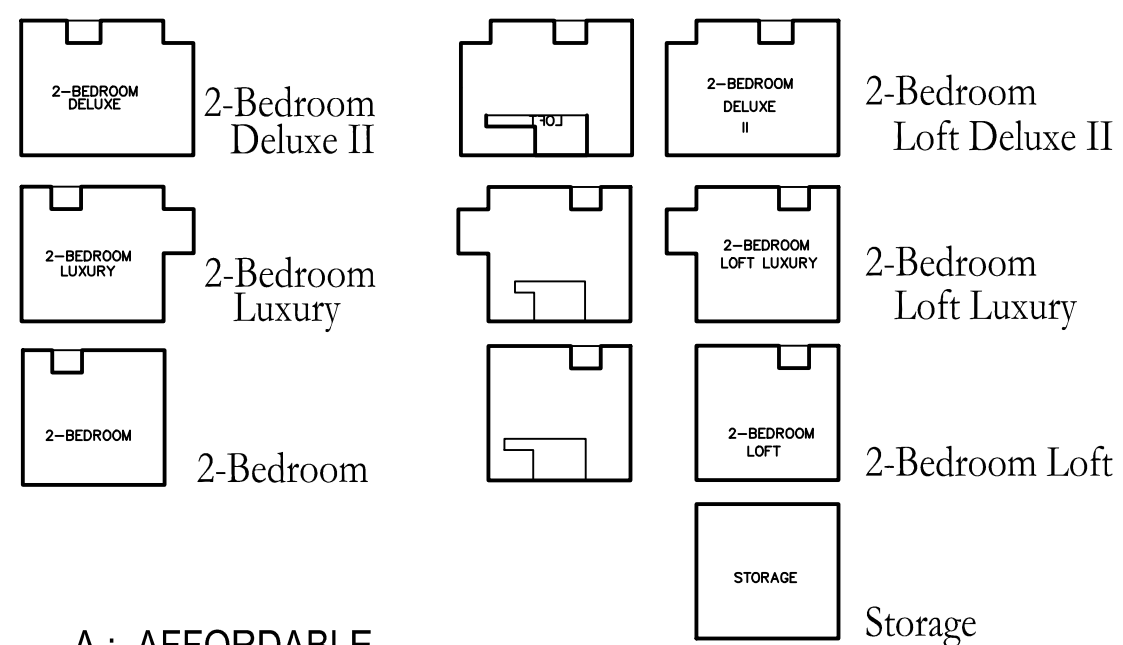 2-BEDROOM
DELUXE
2-Bedroom
Deluxe II
LOFT
2-BEDROOM
DELUXE
II
2-Bedroom
Loft Deluxe II
2-BEDROOM
LUXURY
2-Bedroom
Luxury
2-BEDROOM
LOFT LUXURY
2-Bedroom
Loft Luxury
2-BEDROOM
2-Bedroom
2-BEDROOM
LOFT
2-Bedroom Loft
STORAGE
Storage
A : AFFORDABLE